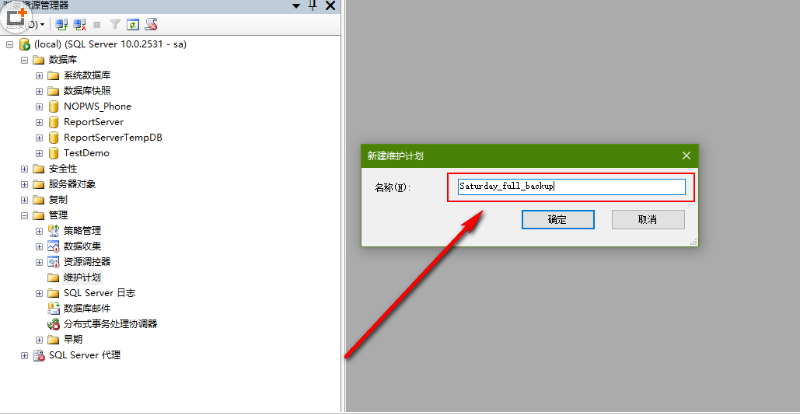 资源管理器
(O)
(local) (SQL Server 10.0.2531 - sa)
数据库
系统数据库
数据库快照
NOPWS_Phone
ReportServer
ReportServerTempDB
TestDemo
安全性
服务器对象
复制
管理
策略管理
数据收集
资源调控器
维护计划
SQL Server 日志
数据库邮件
分布式事务处理协调器
早期
SQL Server 代理
新建维护计划
名称(N):
Saturday_full_backup
确定
取消